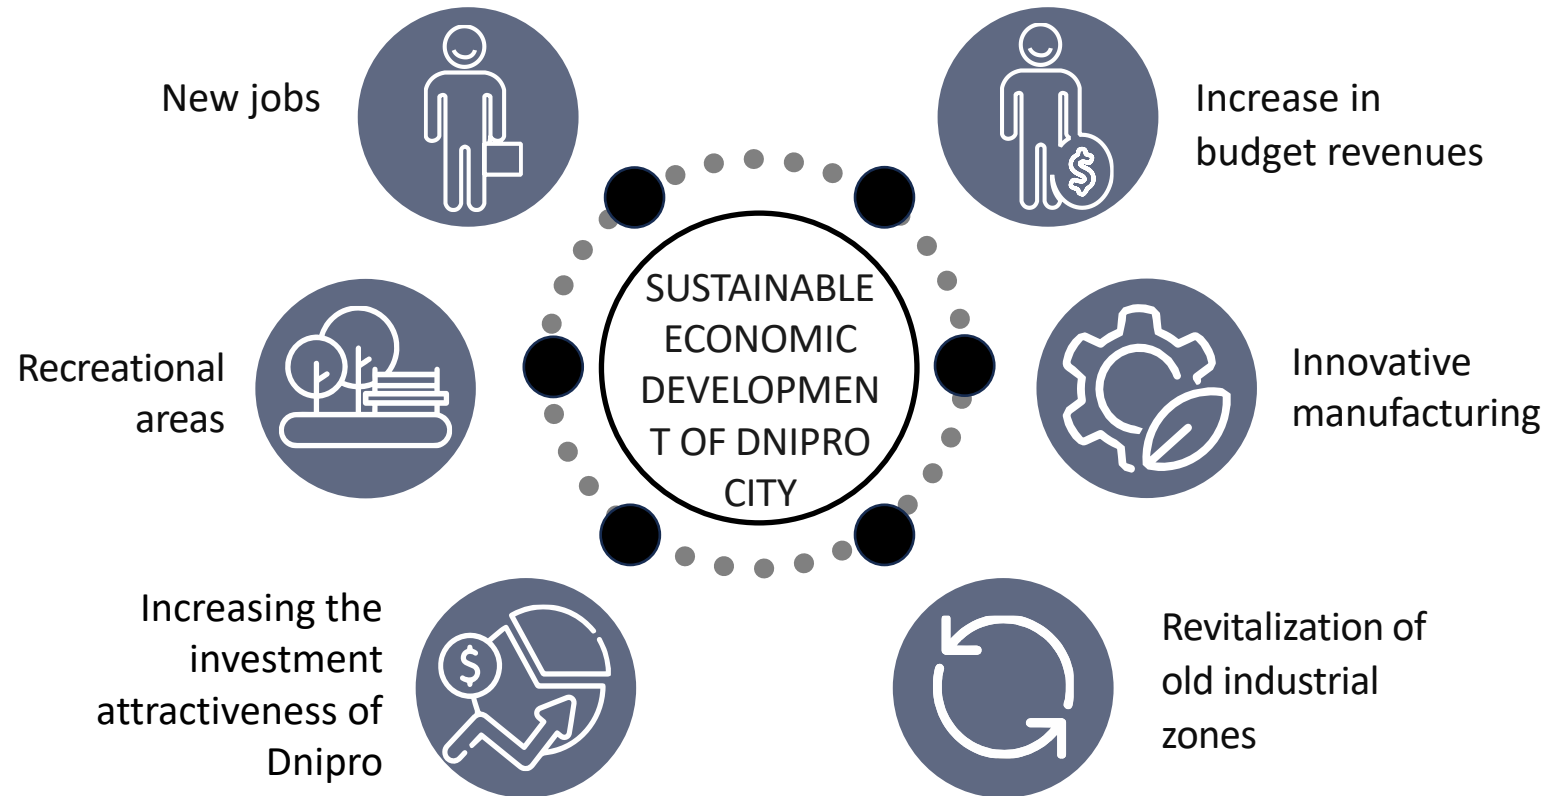 New jobs
Increase in
budget revenues
SUSTAINABLE
ECONOMIC
DEVELOPMEN
T OF DNIPRO
CITY
Recreational
areas
Innovative
manufacturing
Increasing the
investment
attractiveness of
Dnipro
Revitalization of
old industrial
zones
$
$